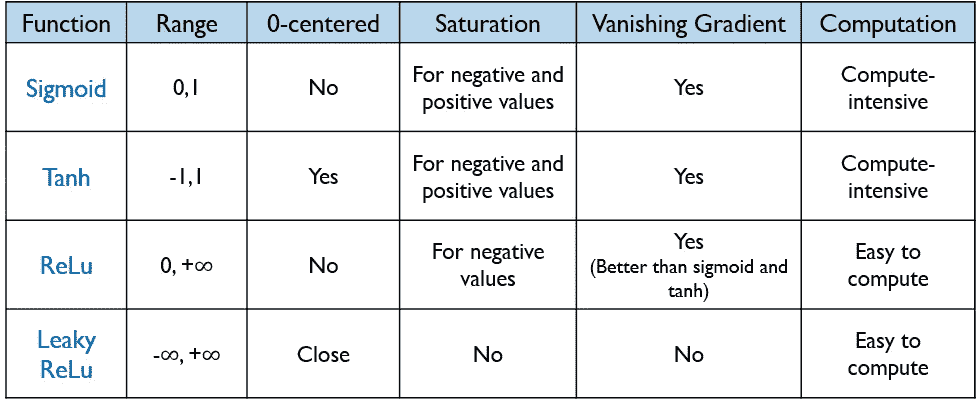 Function Range 0-centered Saturation Vanishing Gradient Computation
Sigmoid 0,1 No For negative and positive values Yes Compute-intensive
Tanh -1,1 Yes For negative and positive values Yes Compute-intensive
ReLu 0, +∞ No For negative values Yes (Better than sigmoid and tanh) Easy to compute
Leaky ReLu -∞, +∞ Close No No Easy to compute